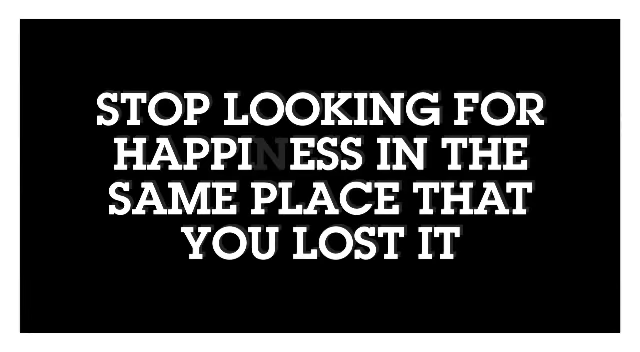 STOP LOOKING FOR
HAPPINESS IN THE
SAME PLACE THAT
YOU LOST IT